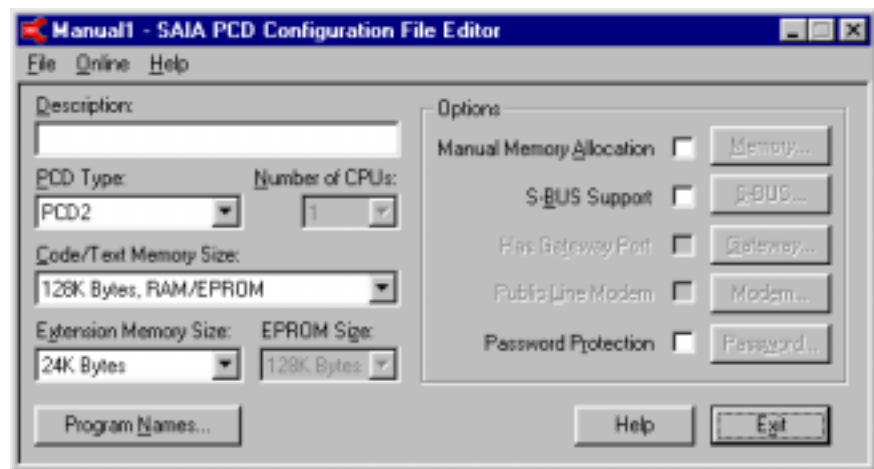 Manual1 - SAIA PCD Configuration File Editor
File Online Help
Description:
Options
Manual Memory Allocation Memory...
PCD Type: Number of CPUs:
PCD2 1
S-BUS Support S-BUS...
Code/Text Memory Size:
Has Gateway Port Gateway...
128K Bytes, RAM/EPROM
Public Line Modem Modem...
Extension Memory Size: EPROM Size:
24K Bytes 128K Bytes
Password Protection Password...
Program Names...
Help Exit